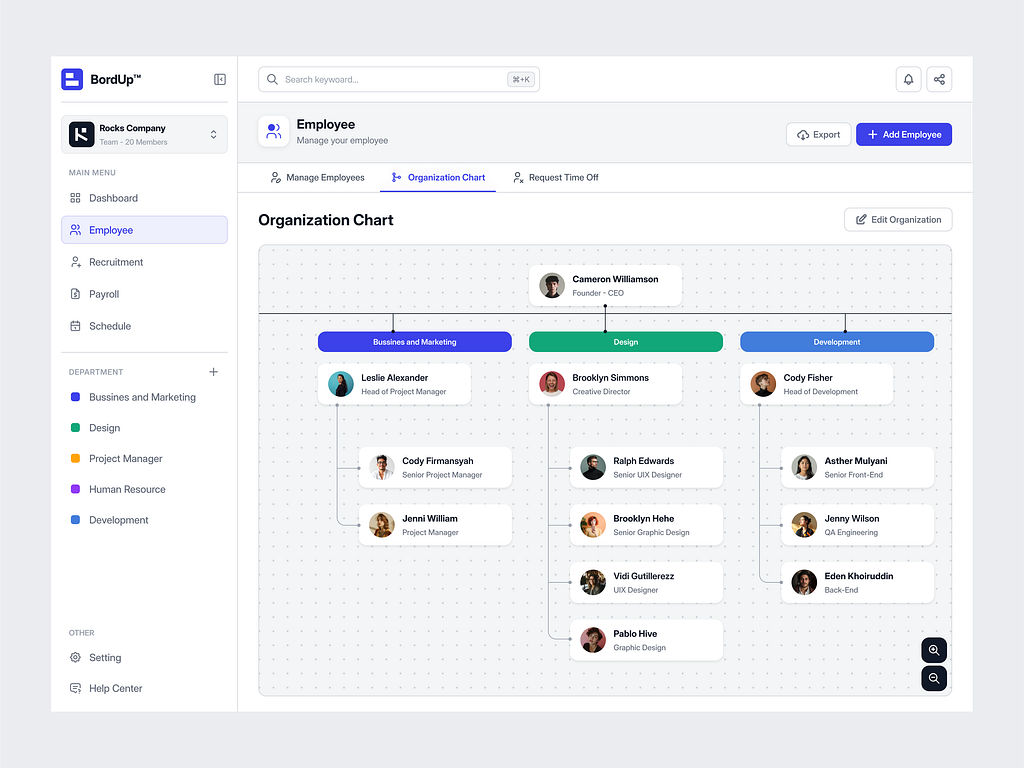 BordUp™
Search keywoard...
⌘+K
Rocks Company
Team - 20 Members
MAIN MENU
Dashboard
Employee
Recruitment
Payroll
Schedule
DEPARTMENT
Bussines and Marketing
Design
Project Manager
Human Resource
Development
OTHER
Setting
Help Center
Employee
Manage your employee
Export
Add Employee
Manage Employees
Organization Chart
Request Time Off
Organization Chart
Edit Organization
Cameron Williamson
Founder - CEO
Bussines and Marketing
Leslie Alexander
Head of Project Manager
Cody Firmansyah
Senior Project Manager
Jenni William
Project Manager
Design
Brooklyn Simmons
Creative Director
Ralph Edwards
Senior UIX Designer
Brooklyn Hehe
Senior Graphic Design
Vidi Gutillerezz
UIX Designer
Pablo Hive
Graphic Design
Development
Cody Fisher
Head of Development
Asther Mulyani
Senior Front-End
Jenny Wilson
QA Engineering
Eden Khoiruddin
Back-End